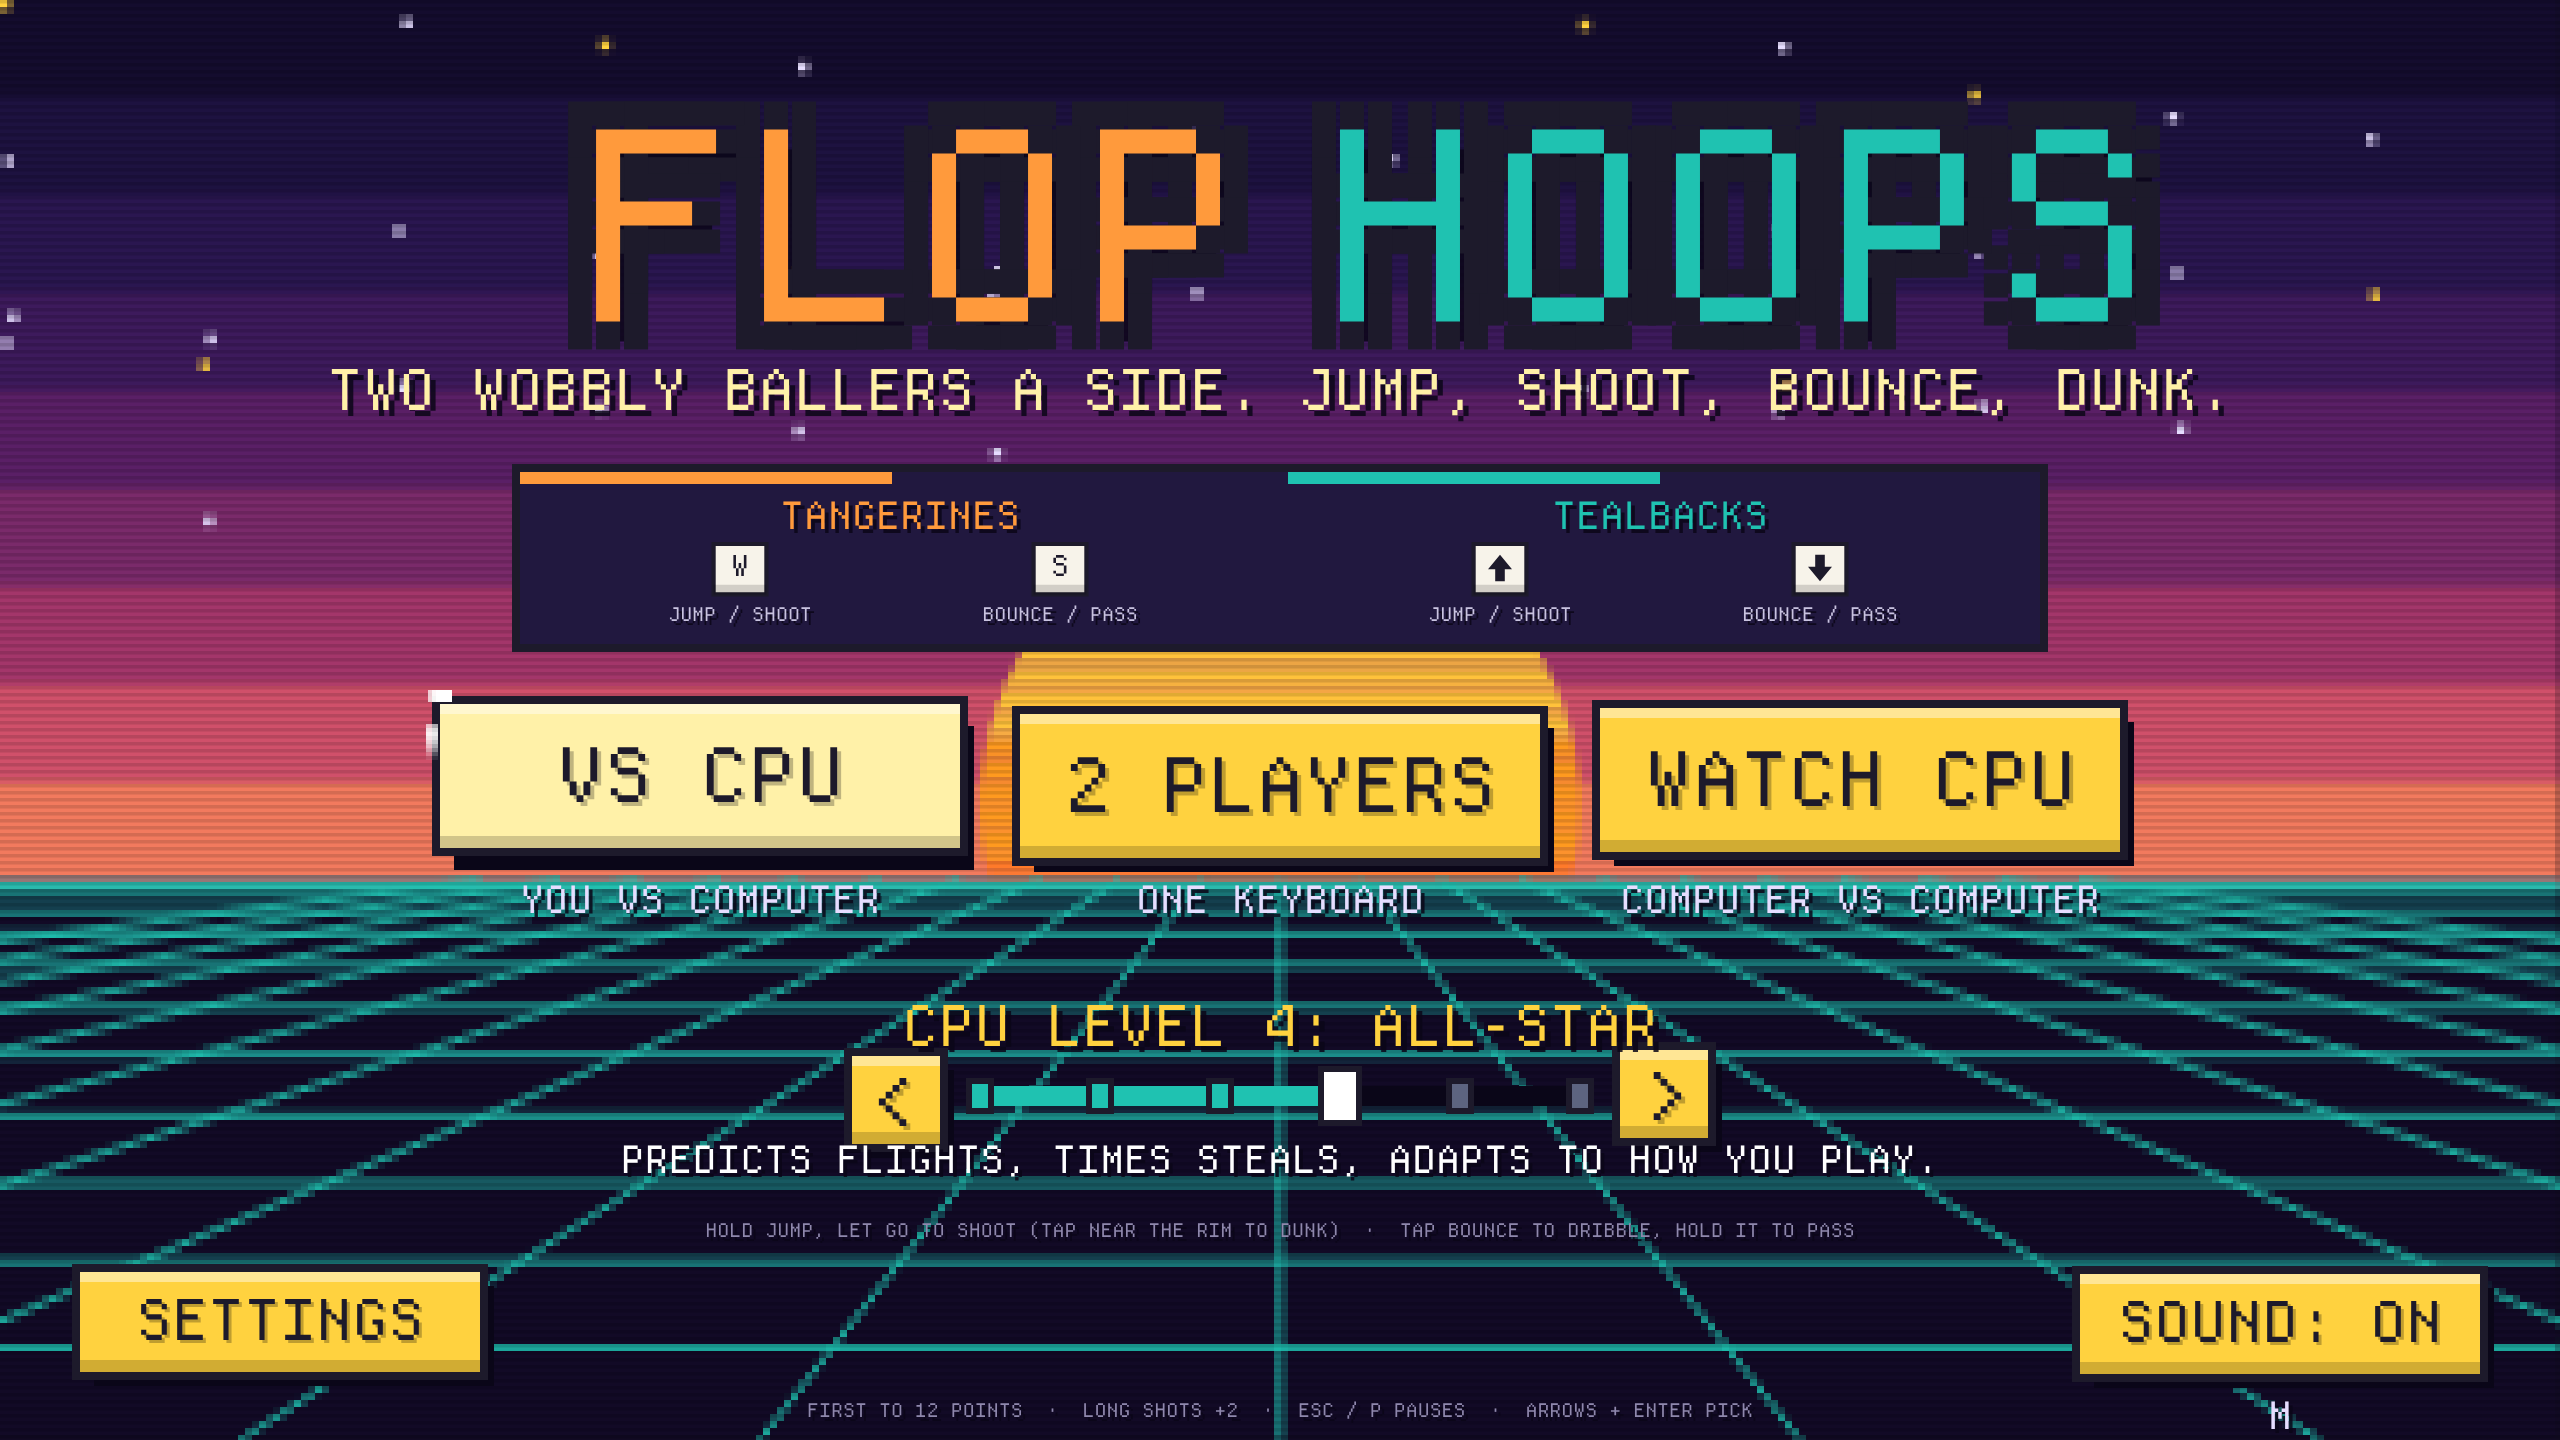 FLOP HOOPS
TWO WOBBLY BALLERS A SIDE. JUMP, SHOOT, BOUNCE, DUNK.
TANGERINES
W
JUMP / SHOOT
S
BOUNCE / PASS
TEALBACKS
↑
JUMP / SHOOT
↓
BOUNCE / PASS
VS CPU
YOU VS COMPUTER
2 PLAYERS
ONE KEYBOARD
WATCH CPU
COMPUTER VS COMPUTER
CPU LEVEL 4: ALL-STAR
< >
PREDICTS FLIGHTS, TIMES STEALS, ADAPTS TO HOW YOU PLAY.
HOLD JUMP, LET GO TO SHOOT (TAP NEAR THE RIM TO DUNK) · TAP BOUNCE TO DRIBBLE, HOLD IT TO PASS
SETTINGS
SOUND: ON
FIRST TO 12 POINTS · LONG SHOTS +2 · ESC / P PAUSES · ARROWS + ENTER PICK
M